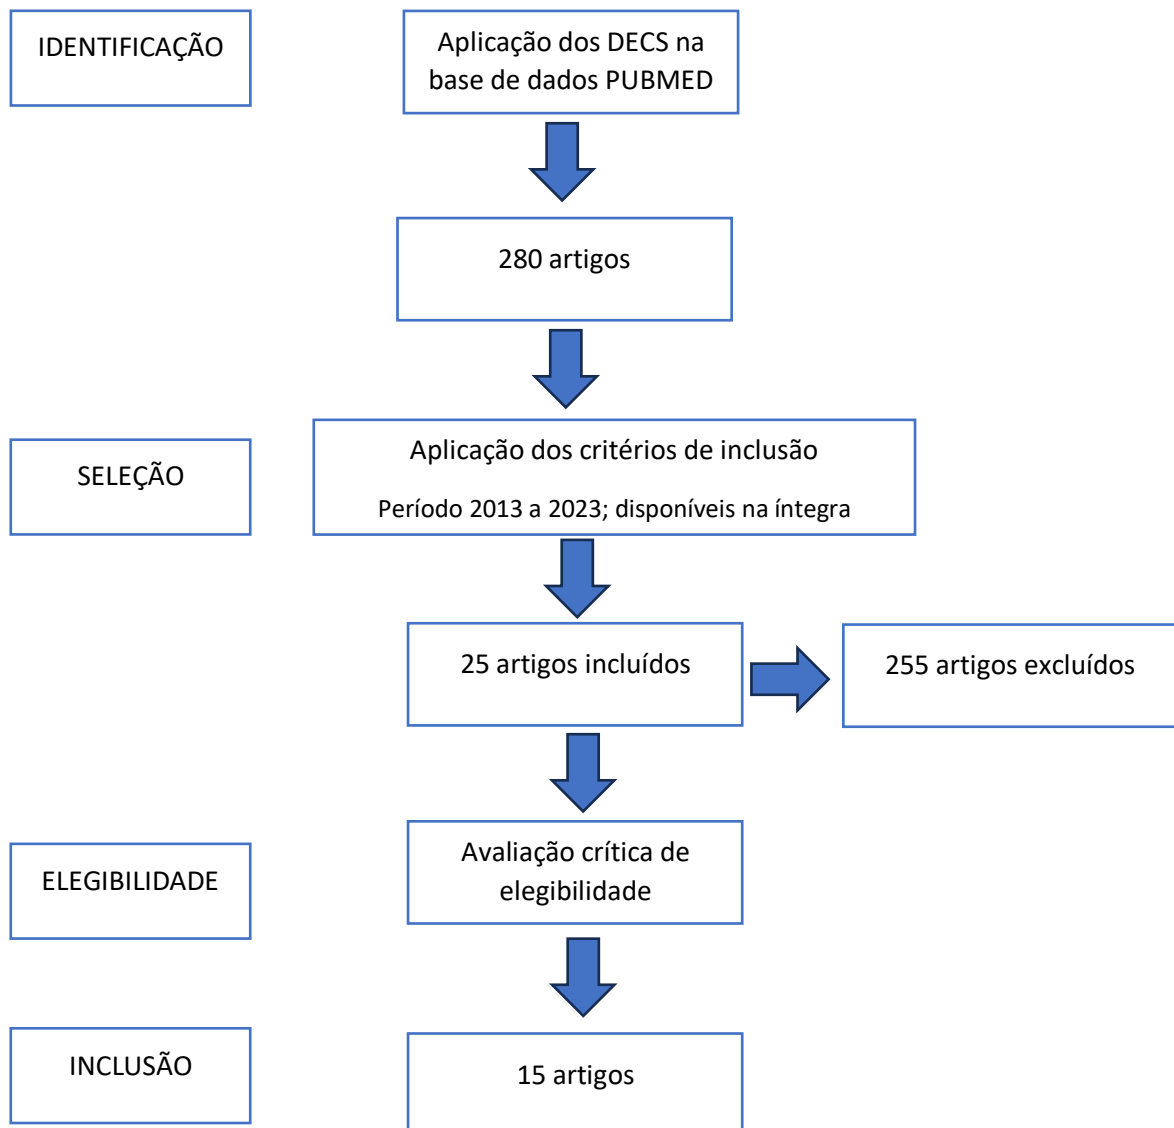 IDENTIFICAÇÃO
Aplicação dos DECS na
base de dados PUBMED
280 artigos
SELEÇÃO
Aplicação dos critérios de inclusão
Período 2013 a 2023; disponíveis na íntegra
25 artigos incluídos
255 artigos excluídos
ELEGIBILIDADE
Avaliação crítica de
elegibilidade
INCLUSÃO
15 artigos